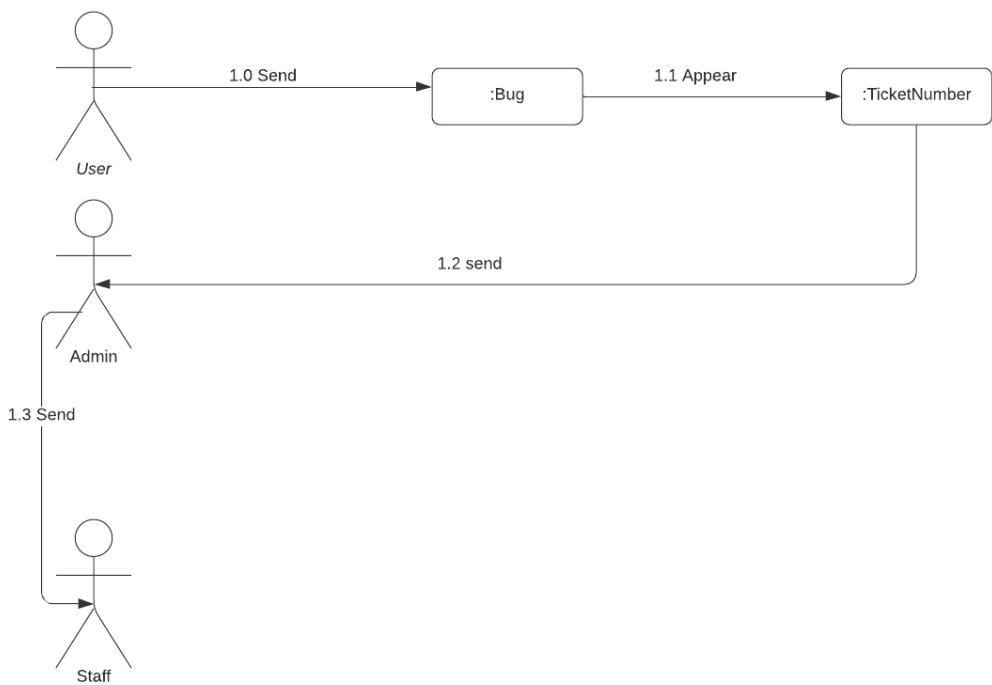 1.0 Send
1.1 Appear
:Bug
:TicketNumber
User
1.2 send
Admin
1.3 Send
Staff